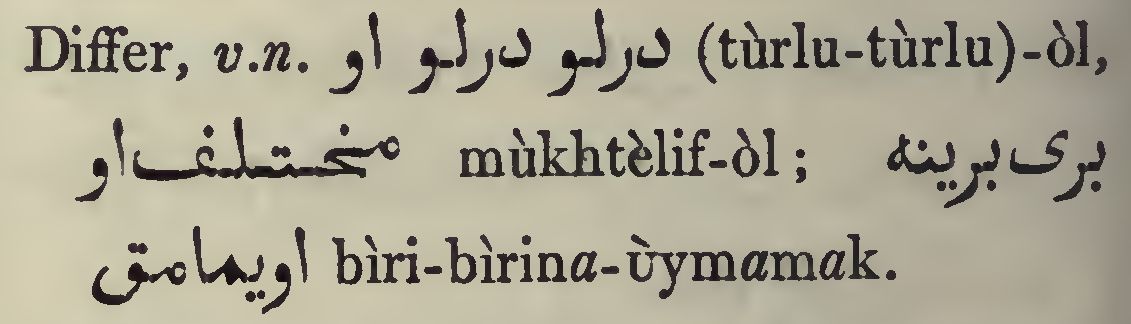 Differ, v.n. درلو درلو او (tùrlu-tùrlu)-òl,
مختلف او mùkhtèlif-òl; بری برینه
اویمامق bìri-bìrina-ùymamak.